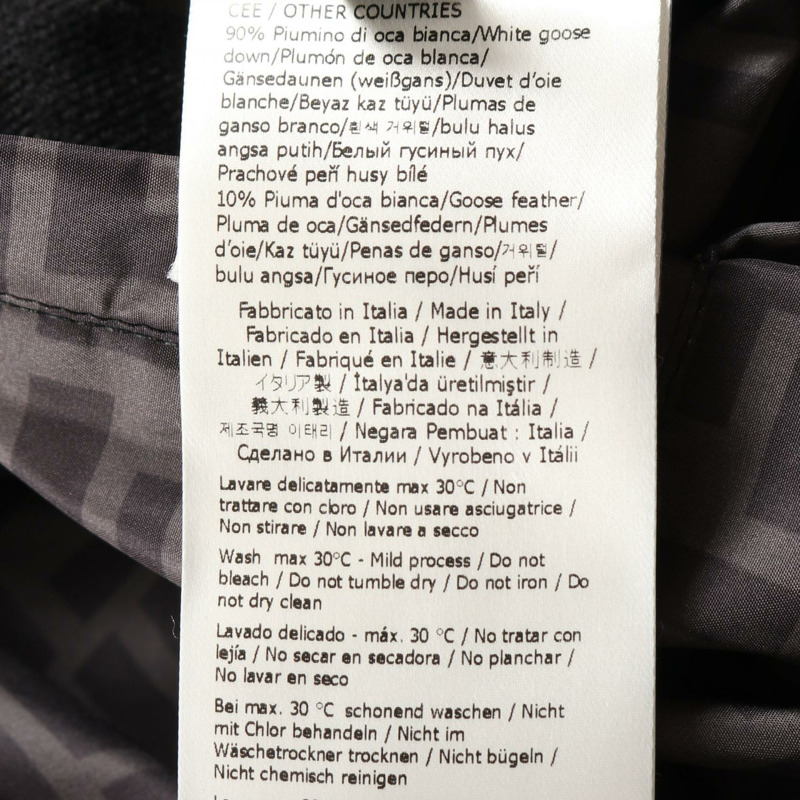 CEE / OTHER COUNTRIES
90% Piumino di oca bianca/White goose
down/Plumón de oca blanca/
Gänsedaunen (weißgans)/Duvet d'oie
blanche/Beyaz kaz tüyü/Plumas de
ganso branco/흰색 거위털/bulu halus
angsa putih/Белый гусиный пух/
Prachové peří husy bílé
10% Piuma d'oca bianca/Goose feather/
Pluma de oca/Gänsedfedern/Plumes
d'oie/Kaz tüyü/Penas de ganso/거위털/
bulu angsa/Гусиное перо/Husí peří
Fabbricato in Italia / Made in Italy /
Fabricado en Italia / Hergestellt in
Italien / Fabriqué en Italie / 意大利制造 /
イタリア製 / İtalya'da üretilmiştir /
義大利製造 / Fabricado na Itália /
제조국명 이태리 / Negara Pembuat : Italia /
Сделано в Италии / Vyrobeno v Itálii
Lavare delicatamente max 30°C / Non
trattare con cloro / Non usare asciugatrice /
Non stirare / Non lavare a secco
Wash max 30°C - Mild process / Do not
bleach / Do not tumble dry / Do not iron / Do
not dry clean
Lavado delicado - máx. 30 °C / No tratar con
lejía / No secar en secadora / No planchar /
No lavar en seco
Bei max. 30 °C schonend waschen / Nicht
mit Chlor behandeln / Nicht im
Wäschetrockner trocknen / Nicht bügeln /
Nicht chemisch reinigen